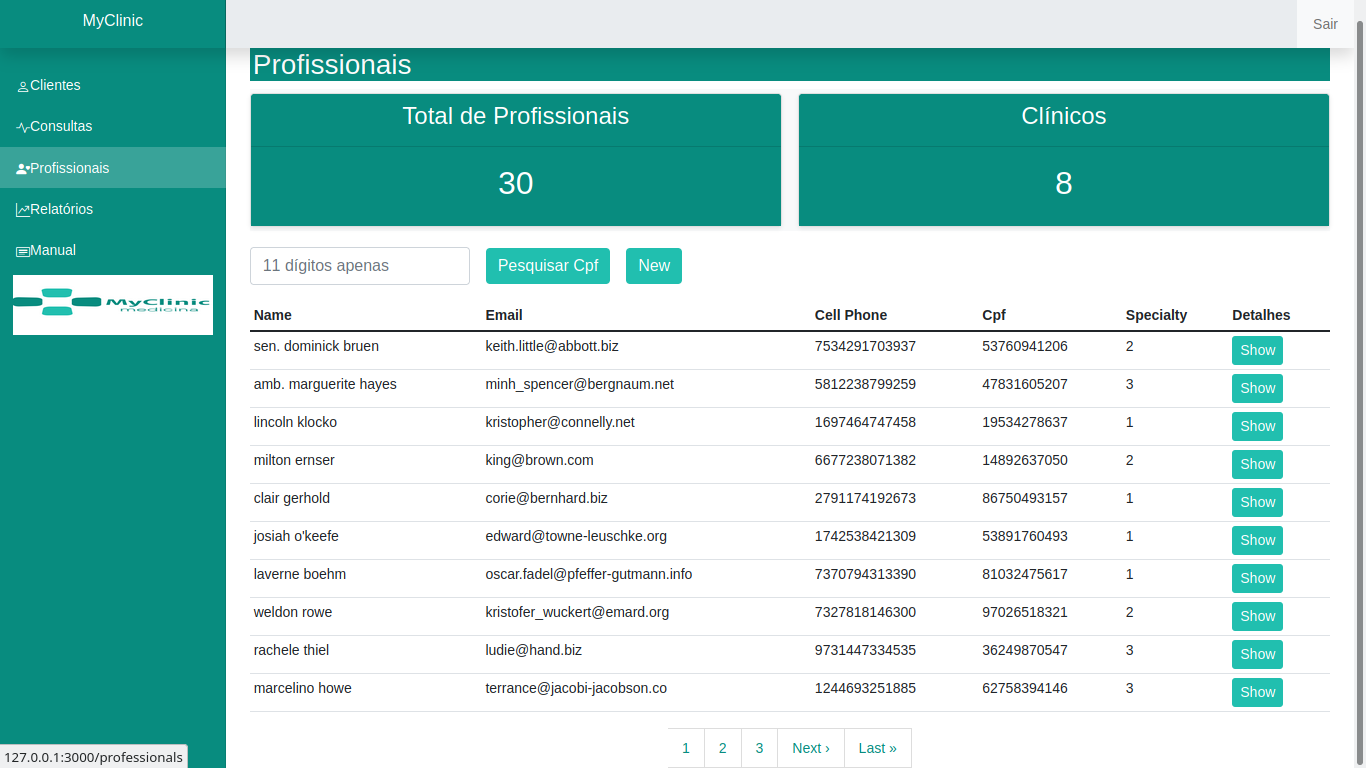 MyClinic
Sair
Clientes
Consultas
Profissionais
Relatórios
Manual
MyClinic
medicina
Profissionais
Total de Profissionais
30
Clínicos
8
11 dígitos apenas Pesquisar Cpf New
Name Email Cell Phone Cpf Specialty Detalhes
sen. dominick bruen keith.little@abbott.biz 7534291703937 53760941206 2 Show
amb. marguerite hayes minh_spencer@bergnaum.net 5812238799259 47831605207 3 Show
lincoln klocko kristopher@connelly.net 1697464747458 19534278637 1 Show
milton ernser king@brown.com 6677238071382 14892637050 2 Show
clair gerhold corie@bernhard.biz 2791174192673 86750493157 1 Show
josiah o'keefe edward@towne-leuschke.org 1742538421309 53891760493 1 Show
laverne boehm oscar.fadel@pfeffer-gutmann.info 7370794313390 81032475617 1 Show
weldon rowe kristofer_wuckert@emard.org 7327818146300 97026518321 2 Show
rachele thiel ludie@hand.biz 9731447334535 36249870547 3 Show
marcelino howe terrance@jacobi-jacobson.co 1244693251885 62758394146 3 Show
1 2 3 Next › Last »
127.0.0.1:3000/professionals